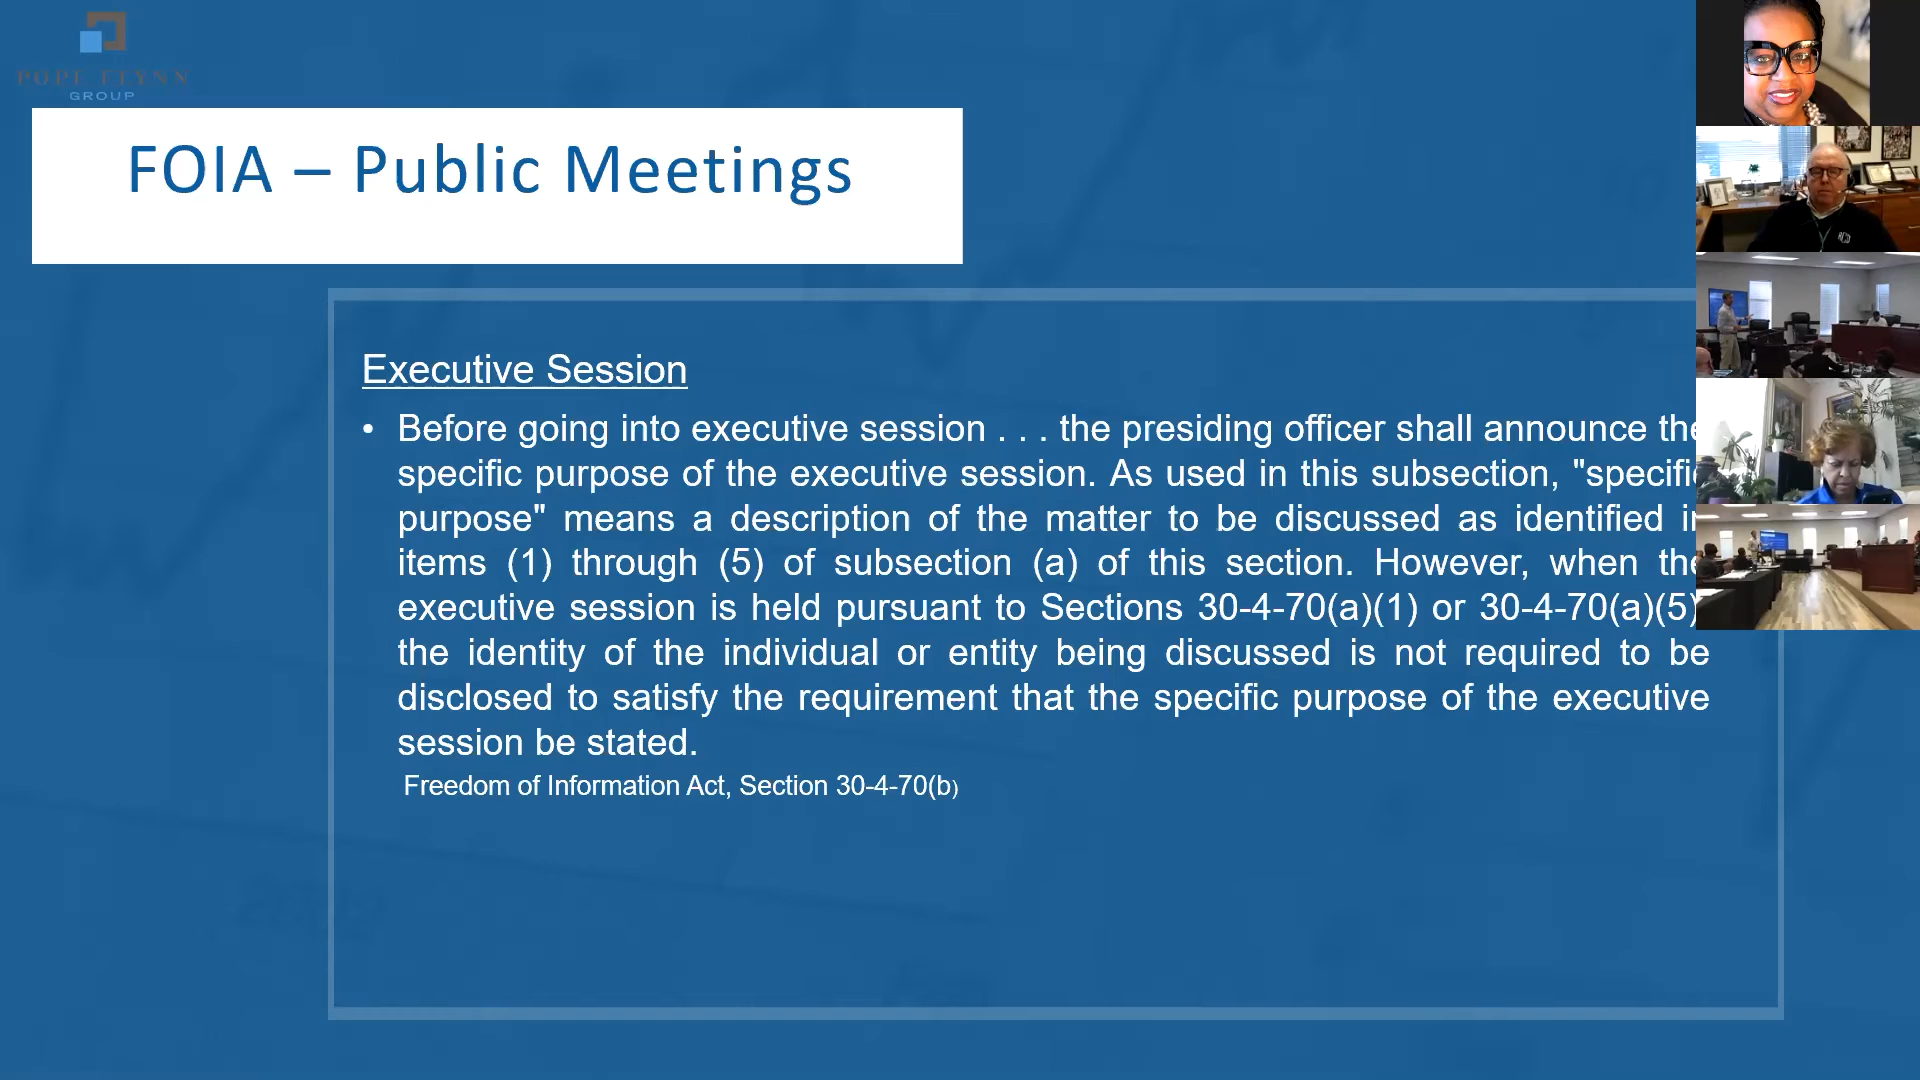 POPE FLYNN
GROUP
FOIA – Public Meetings
Executive Session
• Before going into executive session . . . the presiding officer shall announce the
specific purpose of the executive session. As used in this subsection, "specific
purpose" means a description of the matter to be discussed as identified in
items (1) through (5) of subsection (a) of this section. However, when the
executive session is held pursuant to Sections 30-4-70(a)(1) or 30-4-70(a)(5),
the identity of the individual or entity being discussed is not required to be
disclosed to satisfy the requirement that the specific purpose of the executive
session be stated.
Freedom of Information Act, Section 30-4-70(b)